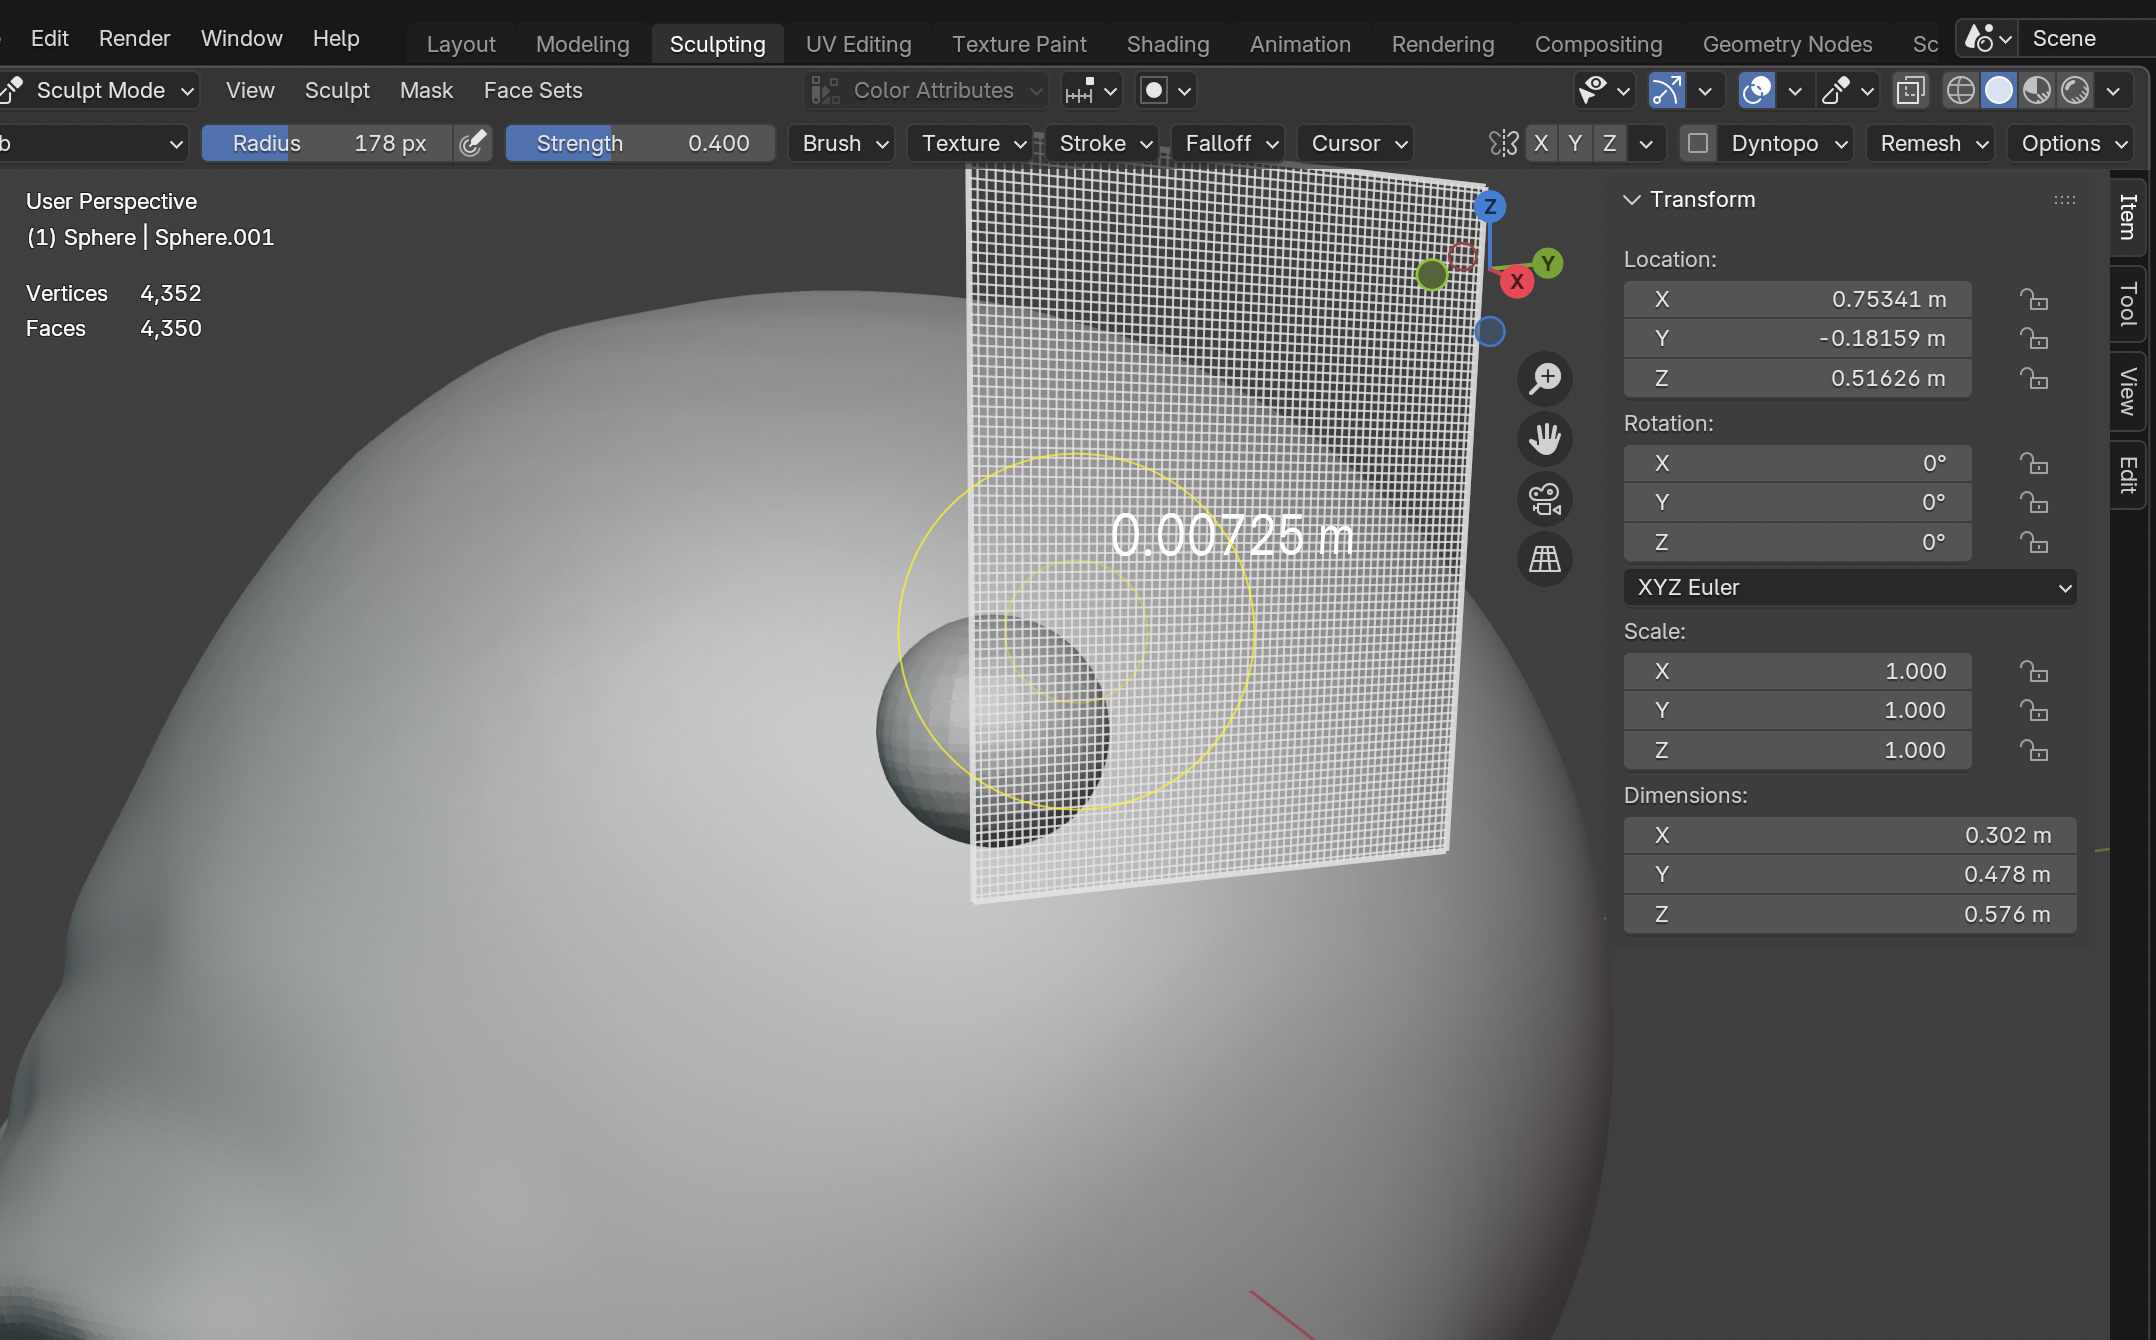 Edit Render Window Help Layout Modeling Sculpting UV Editing Texture Paint Shading Animation Rendering Compositing Geometry Nodes Sc Scene
Sculpt Mode View Sculpt Mask Face Sets Color Attributes
b Radius 178 px Strength 0.400 Brush Texture Stroke Falloff Cursor X Y Z Dyntopo Remesh Options
User Perspective
(1) Sphere | Sphere.001
Vertices 4,352
Faces 4,350
Z
Y
X
0.00725 m
Transform
Location:
X 0.75341 m
Y -0.18159 m
Z 0.51626 m
Rotation:
X 0°
Y 0°
Z 0°
XYZ Euler
Scale:
X 1.000
Y 1.000
Z 1.000
Dimensions:
X 0.302 m
Y 0.478 m
Z 0.576 m
Item
Tool
View
Edit